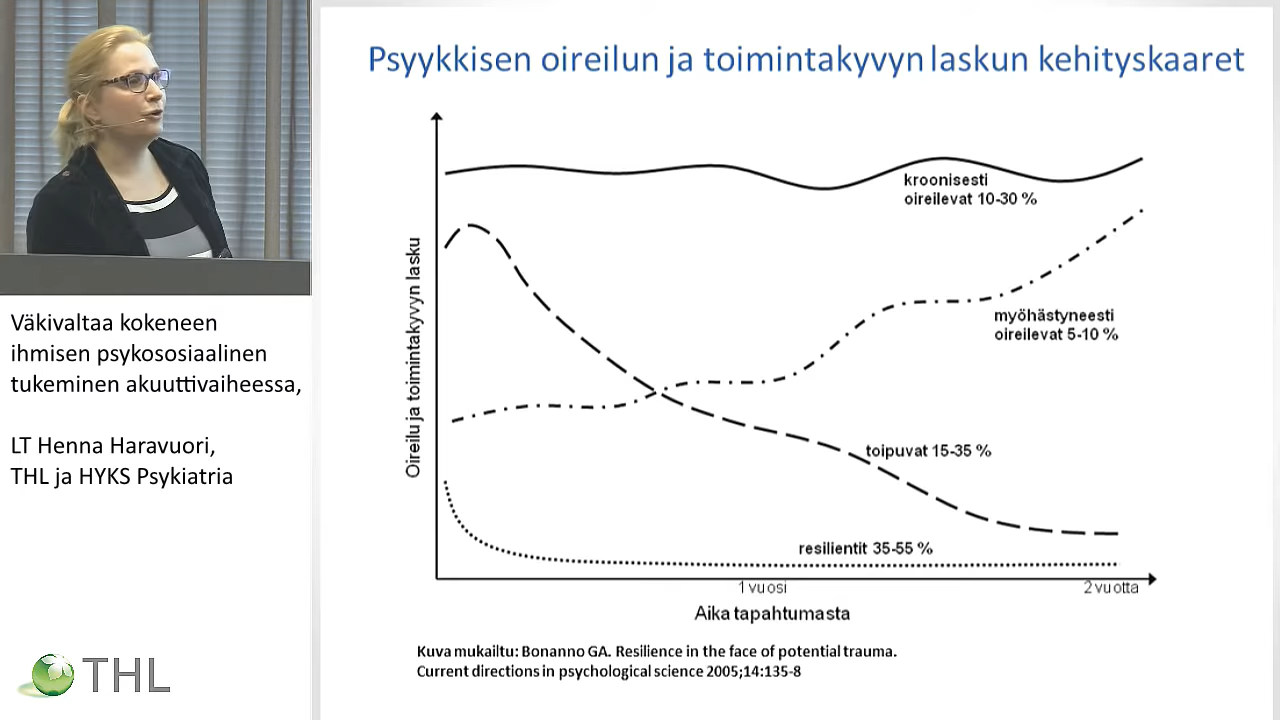 Psyykkisen oireilun ja toimintakyvyn laskun kehityskaaret
Oireilu ja toimintakyvyn lasku
kroonisesti
oireilevat 10-30 %
myöhästyneesti
oireilevat 5-10 %
toipuvat 15-35 %
resilientit 35-55 %
1 vuosi
2 vuotta
Aika tapahtumasta
Kuva mukailtu: Bonanno GA. Resilience in the face of potential trauma.
Current directions in psychological science 2005;14:135-8
Väkivaltaa kokeneen
ihmisen psykososiaalinen
tukeminen akuuttivaiheessa,
LT Henna Haravuori,
THL ja HYKS Psykiatria
THL